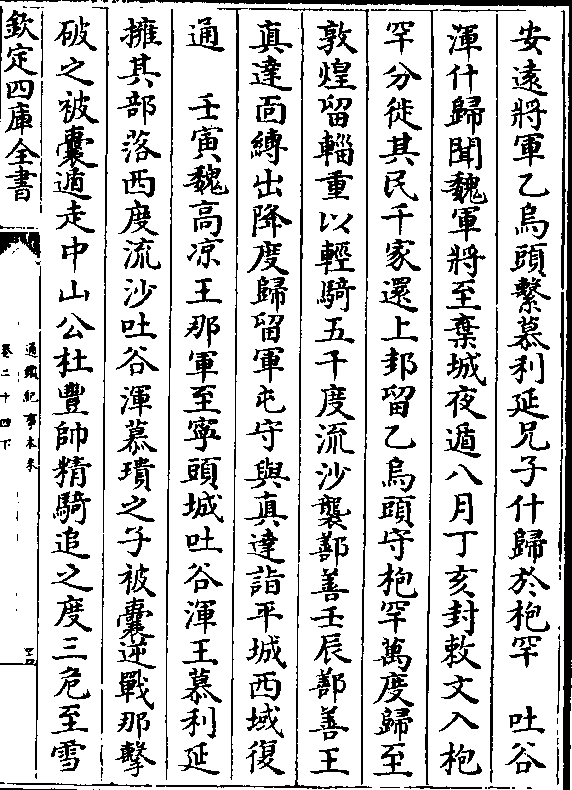 安遠將軍乙烏頭繫慕利延兄子什歸於枹罕　吐谷
渾什歸聞魏軍將至棄城夜遁八月丁亥封敕文入枹
罕分徙其民千家還上邽留乙烏頭守枹罕萬度歸至
敦煌留輜重以輕騎五千度流沙襲鄯善壬辰鄯善王
真達面縛出降度歸留軍屯守與真達詣平城西域復
通　壬寅魏高凉王那軍至寧頭城吐谷渾王慕利延
擁其部落西度流沙吐谷渾慕璝之子被囊逆戰那擊
破之被囊遁走中山公杜豐帥精騎追之度三危至雪
欽定四庫全書
通鑑紀事本末
卷二十四下